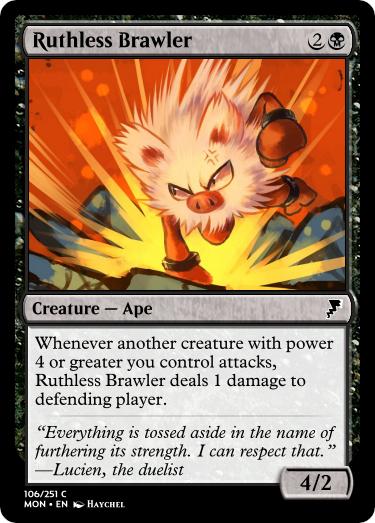 Ruthless Brawler 2
Creature — Ape
Whenever another creature with power
4 or greater you control attacks,
Ruthless Brawler deals 1 damage to
defending player.
“Everything is tossed aside in the name of
furthering its strength. I can respect that.”
—Lucien, the duelist
4/2
106/251 C
MON • EN Haychel